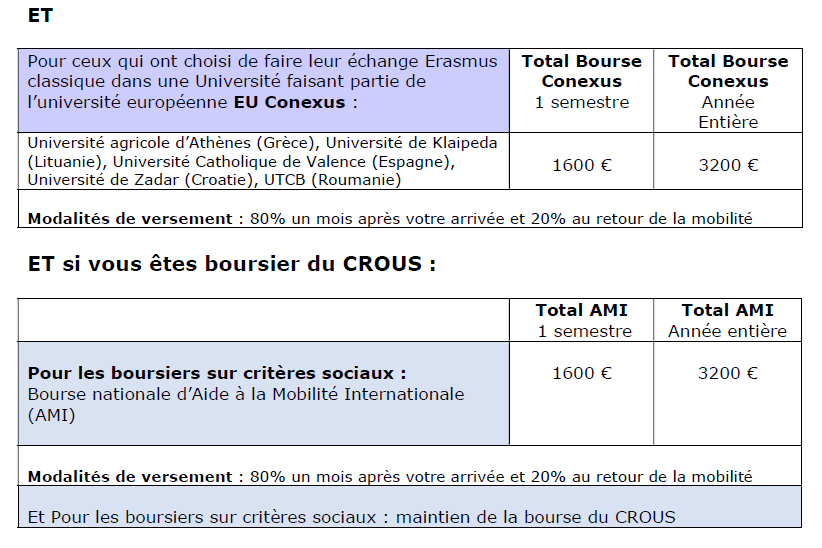 ET
Pour ceux qui ont choisi de faire leur échange Erasmus
classique dans une Université faisant partie de
l’université européenne EU Conexus :
Total Bourse
Conexus
1 semestre
Total Bourse
Conexus
Année
Entière
Université agricole d’Athènes (Grèce), Université de Klaipeda
(Lituanie), Université Catholique de Valence (Espagne),
Université de Zadar (Croatie), UTCB (Roumanie)
1600 €
3200 €
Modalités de versement : 80% un mois après votre arrivée et 20% au retour de la mobilité
ET si vous êtes boursier du CROUS :
Total AMI
1 semestre
Total AMI
Année entière
Pour les boursiers sur critères sociaux :
Bourse nationale d’Aide à la Mobilité Internationale
(AMI)
1600 €
3200 €
Modalités de versement : 80% un mois après votre arrivée et 20% au retour de la mobilité
Et Pour les boursiers sur critères sociaux : maintien de la bourse du CROUS